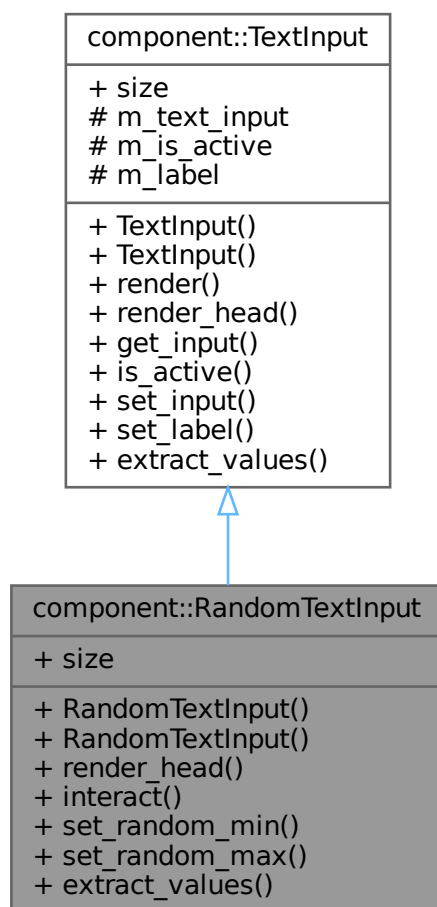 component::TextInput
+ size
# m_text_input
# m_is_active
# m_label
+ TextInput()
+ TextInput()
+ render()
+ render_head()
+ get_input()
+ is_active()
+ set_input()
+ set_label()
+ extract_values()
component::RandomTextInput
+ size
+ RandomTextInput()
+ RandomTextInput()
+ render_head()
+ interact()
+ set_random_min()
+ set_random_max()
+ extract_values()